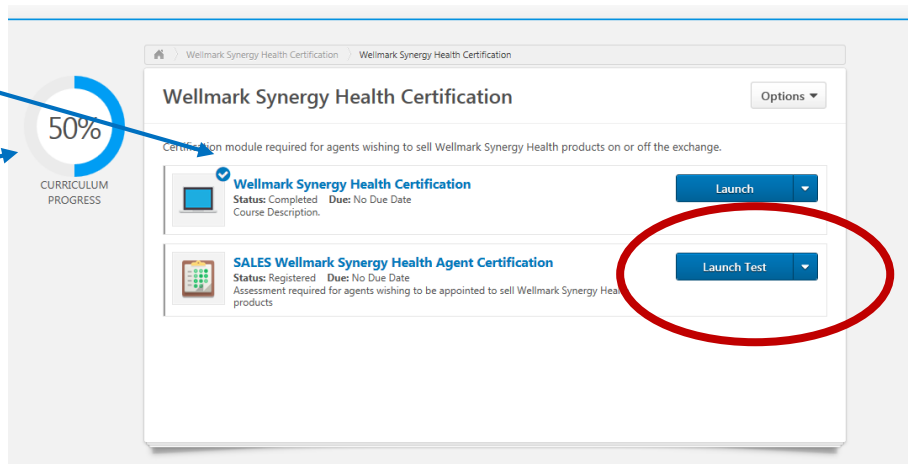 Wellmark Synergy Health Certification Wellmark Synergy Health Certification
Wellmark Synergy Health Certification
Options
50%
CURRICULUM
PROGRESS
Certification module required for agents wishing to sell Wellmark Synergy Health products on or off the exchange.
Wellmark Synergy Health Certification
Launch
Status: Completed Due: No Due Date
Course Description.
SALES Wellmark Synergy Health Agent Certification
Launch Test
Status: Registered Due: No Due Date
Assessment required for agents wishing to be appointed to sell Wellmark Synergy
products